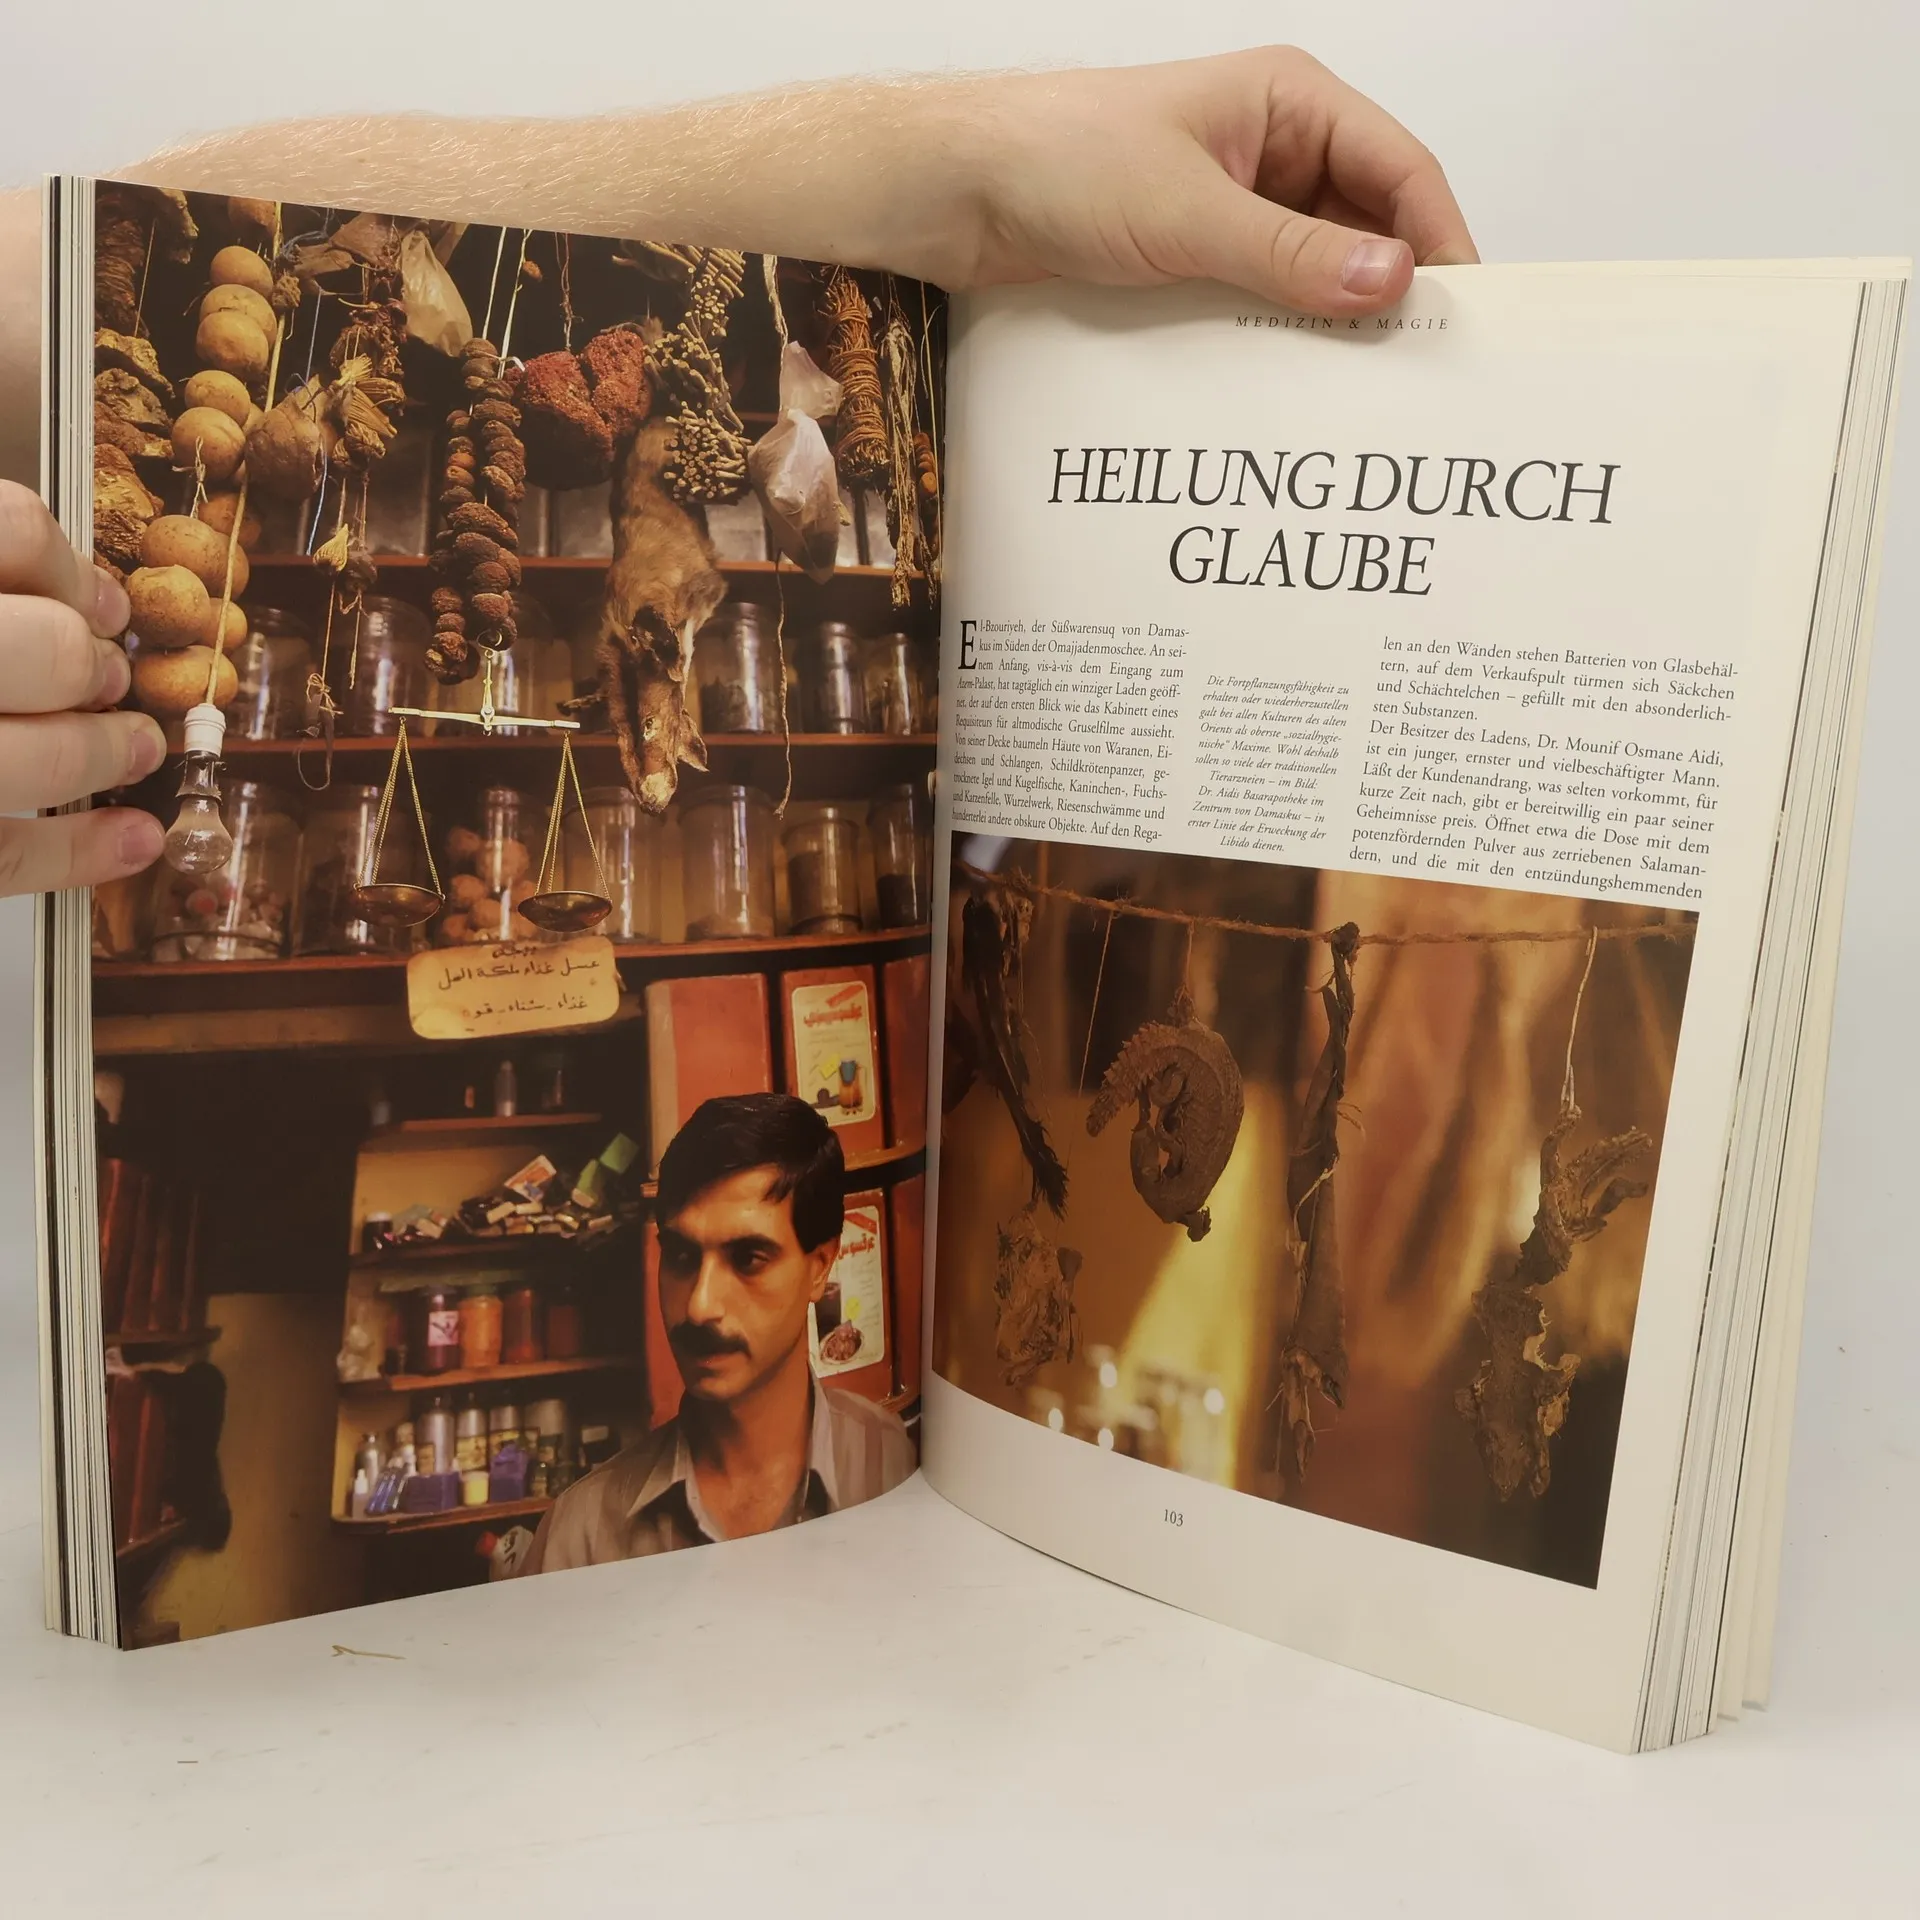 عسل غذاء ملكة العسل
غذاء - شفاء - قوة
عرقسوس
MEDIZIN & MAGIE
HEILUNG DURCH
GLAUBE
El-Bzouriyeh, der Süßwarensuq von Damas-
kus im Süden der Omajjadenmoschee. An sei-
nem Anfang, vis-à-vis dem Eingang zum
Azem-Palast, hat tagtäglich ein winziger Laden geöff-
net, der auf den ersten Blick wie das Kabinett eines
Requisiteurs für altmodische Gruselfilme aussieht.
Von seiner Decke baumeln Häute von Waranen, Ei-
dechsen und Schlangen, Schildkrötenpanzer, ge-
trocknete Igel und Kugelfische, Kaninchen-, Fuchs-
und Katzenfelle, Wurzelwerk, Riesenschwämme und
hunderterlei andere obskure Objekte. Auf den Rega-
Die Fortpflanzungsfähigkeit zu
erhalten oder wiederherzustellen
galt bei allen Kulturen des alten
Orients als oberste „sozialhygie-
nische“ Maxime. Wohl deshalb
sollen so viele der traditionellen
Tierarzneien – im Bild:
Dr. Aidis Basarapotheke im
Zentrum von Damaskus – in
erster Linie der Erweckung der
Libido dienen.
len an den Wänden stehen Batterien von Glasbehäl-
tern, auf dem Verkaufspult türmen sich Säckchen
und Schächtelchen – gefüllt mit den absonderlich-
sten Substanzen.
Der Besitzer des Ladens, Dr. Mounif Osmane Aidi,
ist ein junger, ernster und vielbeschäftigter Mann.
Läßt der Kundenandrang, was selten vorkommt, für
kurze Zeit nach, gibt er bereitwillig ein paar seiner
Geheimnisse preis. Öffnet etwa die Dose mit dem
potenzfördernden Pulver aus zerriebenen Salaman-
dern, und die mit den entzündungshemmenden
103